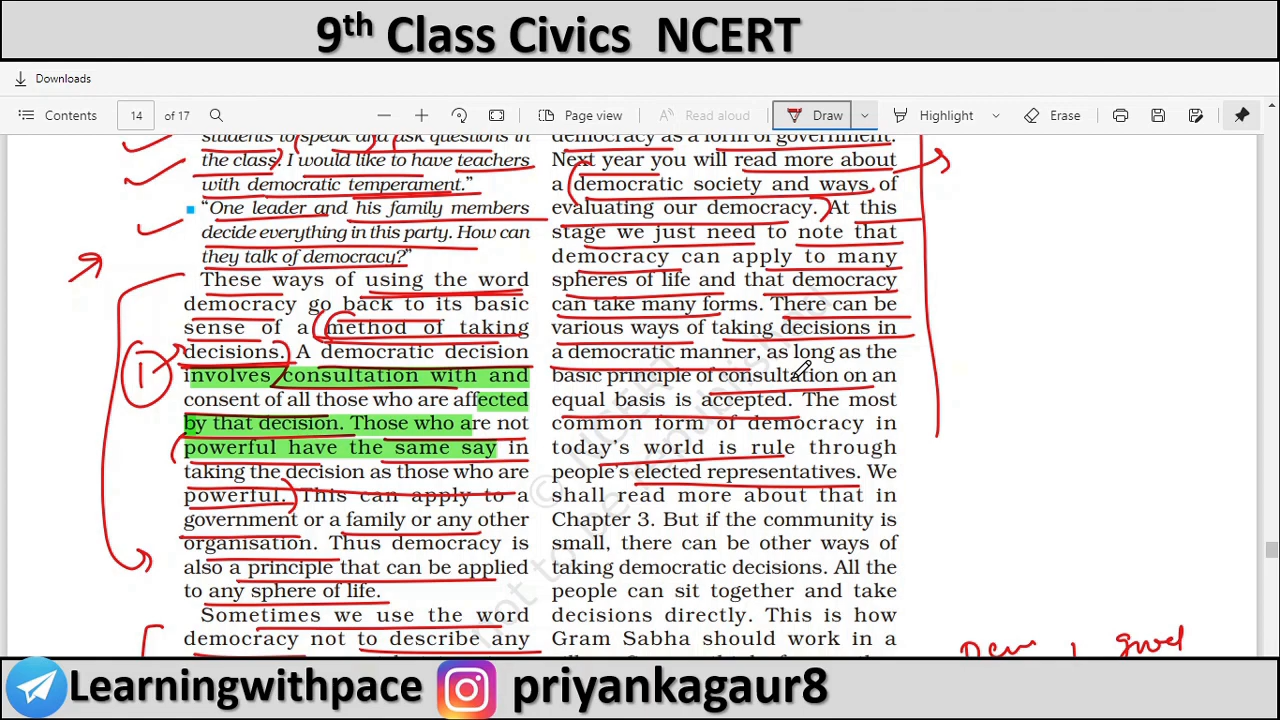 9th Class Civics NCERT
Downloads
Contents
14
of 17
Page view
Read aloud
Draw
Highlight
Erase
students to speak and ask questions in
the class. I would like to have teachers
with democratic temperament."
"One leader and his family members
decide everything in this party. How can
they talk of democracy?"
These ways of using the word
democracy go back to its basic
sense of a method of taking
decisions. A democratic decision
involves consultation with and
consent of all those who are affected
by that decision. Those who are not
powerful have the same say in
taking the decision as those who are
powerful. This can apply to a
government or a family or any other
organisation. Thus democracy is
also a principle that can be applied
to any sphere of life.
Sometimes we use the word
democracy not to describe any
1
democracy as a form of government.
Next year you will read more about
a democratic society and ways of
evaluating our democracy. At this
stage we just need to note that
democracy can apply to many
spheres of life and that democracy
can take many forms. There can be
various ways of taking decisions in
a democratic manner, as long as the
basic principle of consultation on an
equal basis is accepted. The most
common form of democracy in
today's world is rule through
people's elected representatives. We
shall read more about that in
Chapter 3. But if the community is
small, there can be other ways of
taking democratic decisions. All the
people can sit together and take
decisions directly. This is how
Gram Sabha should work in a
© NCERT
not to be republished
Learningwithpace
priyankagaur8